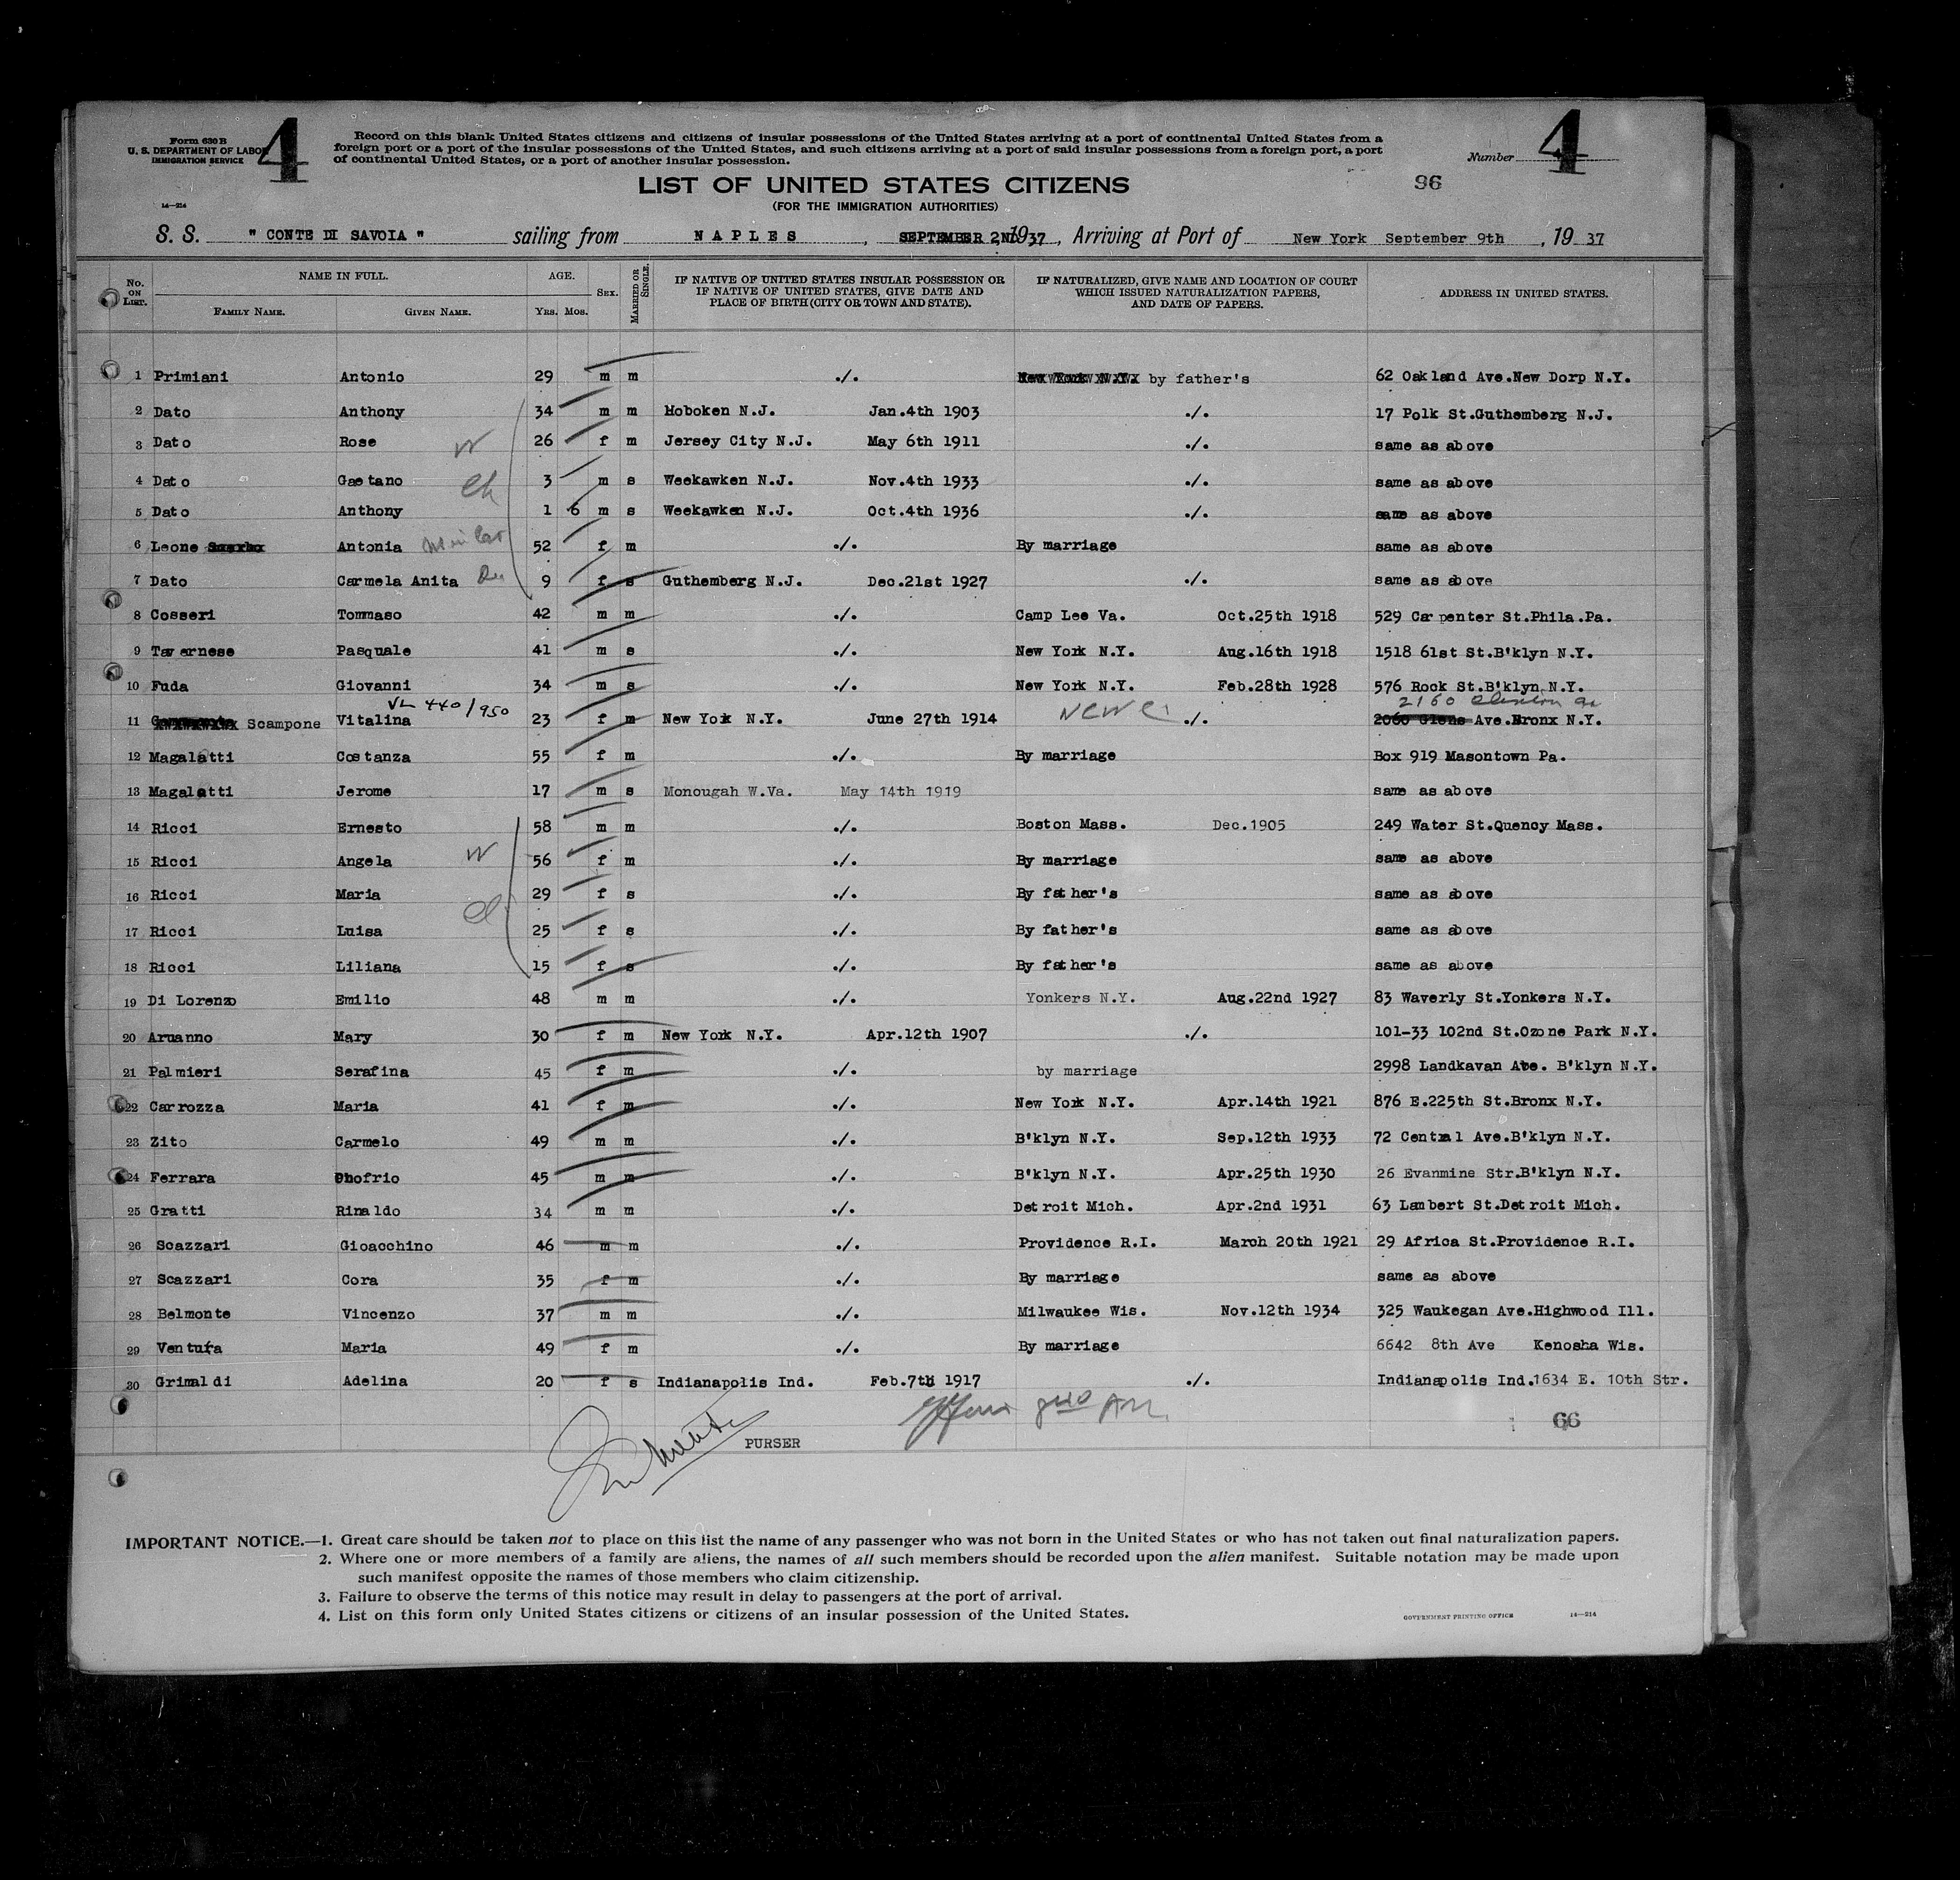 Form 630 B
U. S. DEPARTMENT OF LABOR
IMMIGRATION SERVICE
14—214
4
Record on this blank United States citizens and citizens of insular possessions of the United States arriving at a port of continental United States from a
foreign port or a port of the insular possessions of the United States, and such citizens arriving at a port of said insular possessions from a foreign port, a port
of continental United States, or a port of another insular possession.
Number 4
LIST OF UNITED STATES CITIZENS
(FOR THE IMMIGRATION AUTHORITIES)
96
S. S. " CONTE DI SAVOIA " sailing from NAPLES, SEPTEMBER 2ND 1937, Arriving at Port of New York September 9th, 1937
No. ON LIST. NAME IN FULL. FAMILY NAME. GIVEN NAME. AGE. YRS. MOS. SEX. MARRIED OR SINGLE. IF NATIVE OF UNITED STATES INSULAR POSSESSION OR IF NATIVE OF UNITED STATES, GIVE DATE AND PLACE OF BIRTH (CITY OR TOWN AND STATE). IF NATURALIZED, GIVE NAME AND LOCATION OF COURT WHICH ISSUED NATURALIZATION PAPERS, AND DATE OF PAPERS. ADDRESS IN UNITED STATES.
1 Primiani Antonio 29 m m ./. by father's 62 Oakland Ave.New Dorp N.Y.
2 Dato Anthony 34 m m Hoboken N.J. Jan.4th 1903 ./. 17 Polk St.Guthemberg N.J.
3 Dato Rose W 26 f m Jersey City N.J. May 6th 1911 ./. same as above
4 Dato Gaetano Ch 3 m s Weekawken N.J. Nov.4th 1933 ./. same as above
5 Dato Anthony 1 6 m s Weekawken N.J. Oct.4th 1936 ./. same as above
6 Leone Antonia 52 f m ./. By marriage same as above
7 Dato Carmela Anita 9 f s Guthemberg N.J. Dec.21st 1927 ./. same as above
8 Cosseri Tommaso 42 m m ./. Camp Lee Va. Oct.25th 1918 529 Carpenter St.Phila.Pa.
9 Tavernese Pasquale 41 m s ./. New York N.Y. Aug.16th 1918 1518 61st St.B'klyn N.Y.
10 Fuda Giovanni 34 m s ./. New York N.Y. Feb.28th 1928 576 Rock St.B'klyn N.Y.
VL 440/950 2160 Clinton av
11 Scampone Vitalina 23 f m New York N.Y. June 27th 1914 ./. 2060 Glene Ave.Bronx N.Y.
12 Magalatti Costanza 55 f m ./. By marriage Box 919 Masontown Pa.
13 Magalatti Jerome 17 m s Monougah W.Va. May 14th 1919 same as above
14 Ricci Ernesto 58 m m ./. Boston Mass. Dec.1905 249 Water St.Quency Mass.
15 Ricci Angela W 56 f m ./. By marriage same as above
16 Ricci Maria 29 f s ./. By father's same as above
17 Ricci Luisa 25 f s ./. By father's same as above
18 Ricci Liliana 15 f s ./. By father's same as above
19 Di Lorenzo Emilio 48 m m ./. Yonkers N.Y. Aug.22nd 1927 83 Waverly St.Yonkers N.Y.
20 Aruanno Mary 30 f m New York N.Y. Apr.12th 1907 ./. 101-33 102nd St.Ozone Park N.Y.
21 Palmieri Serafina 45 f m ./. by marriage 2998 Landkavan Ave. B'klyn N.Y.
22 Carrozza Maria 41 f m ./. New York N.Y. Apr.14th 1921 876 E.225th St.Bronx N.Y.
23 Zito Carmelo 49 m m ./. B'klyn N.Y. Sep.12th 1933 72 Central Ave.B'klyn N.Y.
24 Ferrara Onofrio 45 m m ./. B'klyn N.Y. Apr.25th 1930 26 Evanmine Str.B'klyn N.Y.
25 Gratti Rinaldo 34 m m ./. Detroit Mich. Apr.2nd 1931 63 Lambert St.Detroit Mich.
26 Scazzari Gioacchino 46 m m ./. Providence R.I. March 20th 1921 29 Africa St.Providence R.I.
27 Scazzari Cora 35 f m ./. By marriage same as above
28 Belmonte Vincenzo 37 m m ./. Milwaukee Wis. Nov.12th 1934 325 Waukegan Ave.Highwood Ill.
29 Ventura Maria 49 f m ./. By marriage 6642 8th Ave Kenosha Wis.
30 Grimaldi Adelina 20 f s Indianapolis Ind. Feb.7th 1917 ./. Indianapolis Ind.1634 E. 10th Str.
66
PURSER
IMPORTANT NOTICE.—1. Great care should be taken not to place on this list the name of any passenger who was not born in the United States or who has not taken out final naturalization papers.
2. Where one or more members of a family are aliens, the names of all such members should be recorded upon the alien manifest. Suitable notation may be made upon
such manifest opposite the names of those members who claim citizenship.
3. Failure to observe the terms of this notice may result in delay to passengers at the port of arrival.
4. List on this form only United States citizens or citizens of an insular possession of the United States.
GOVERNMENT PRINTING OFFICE 14—214